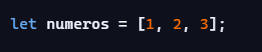 let numeros = [1, 2, 3];